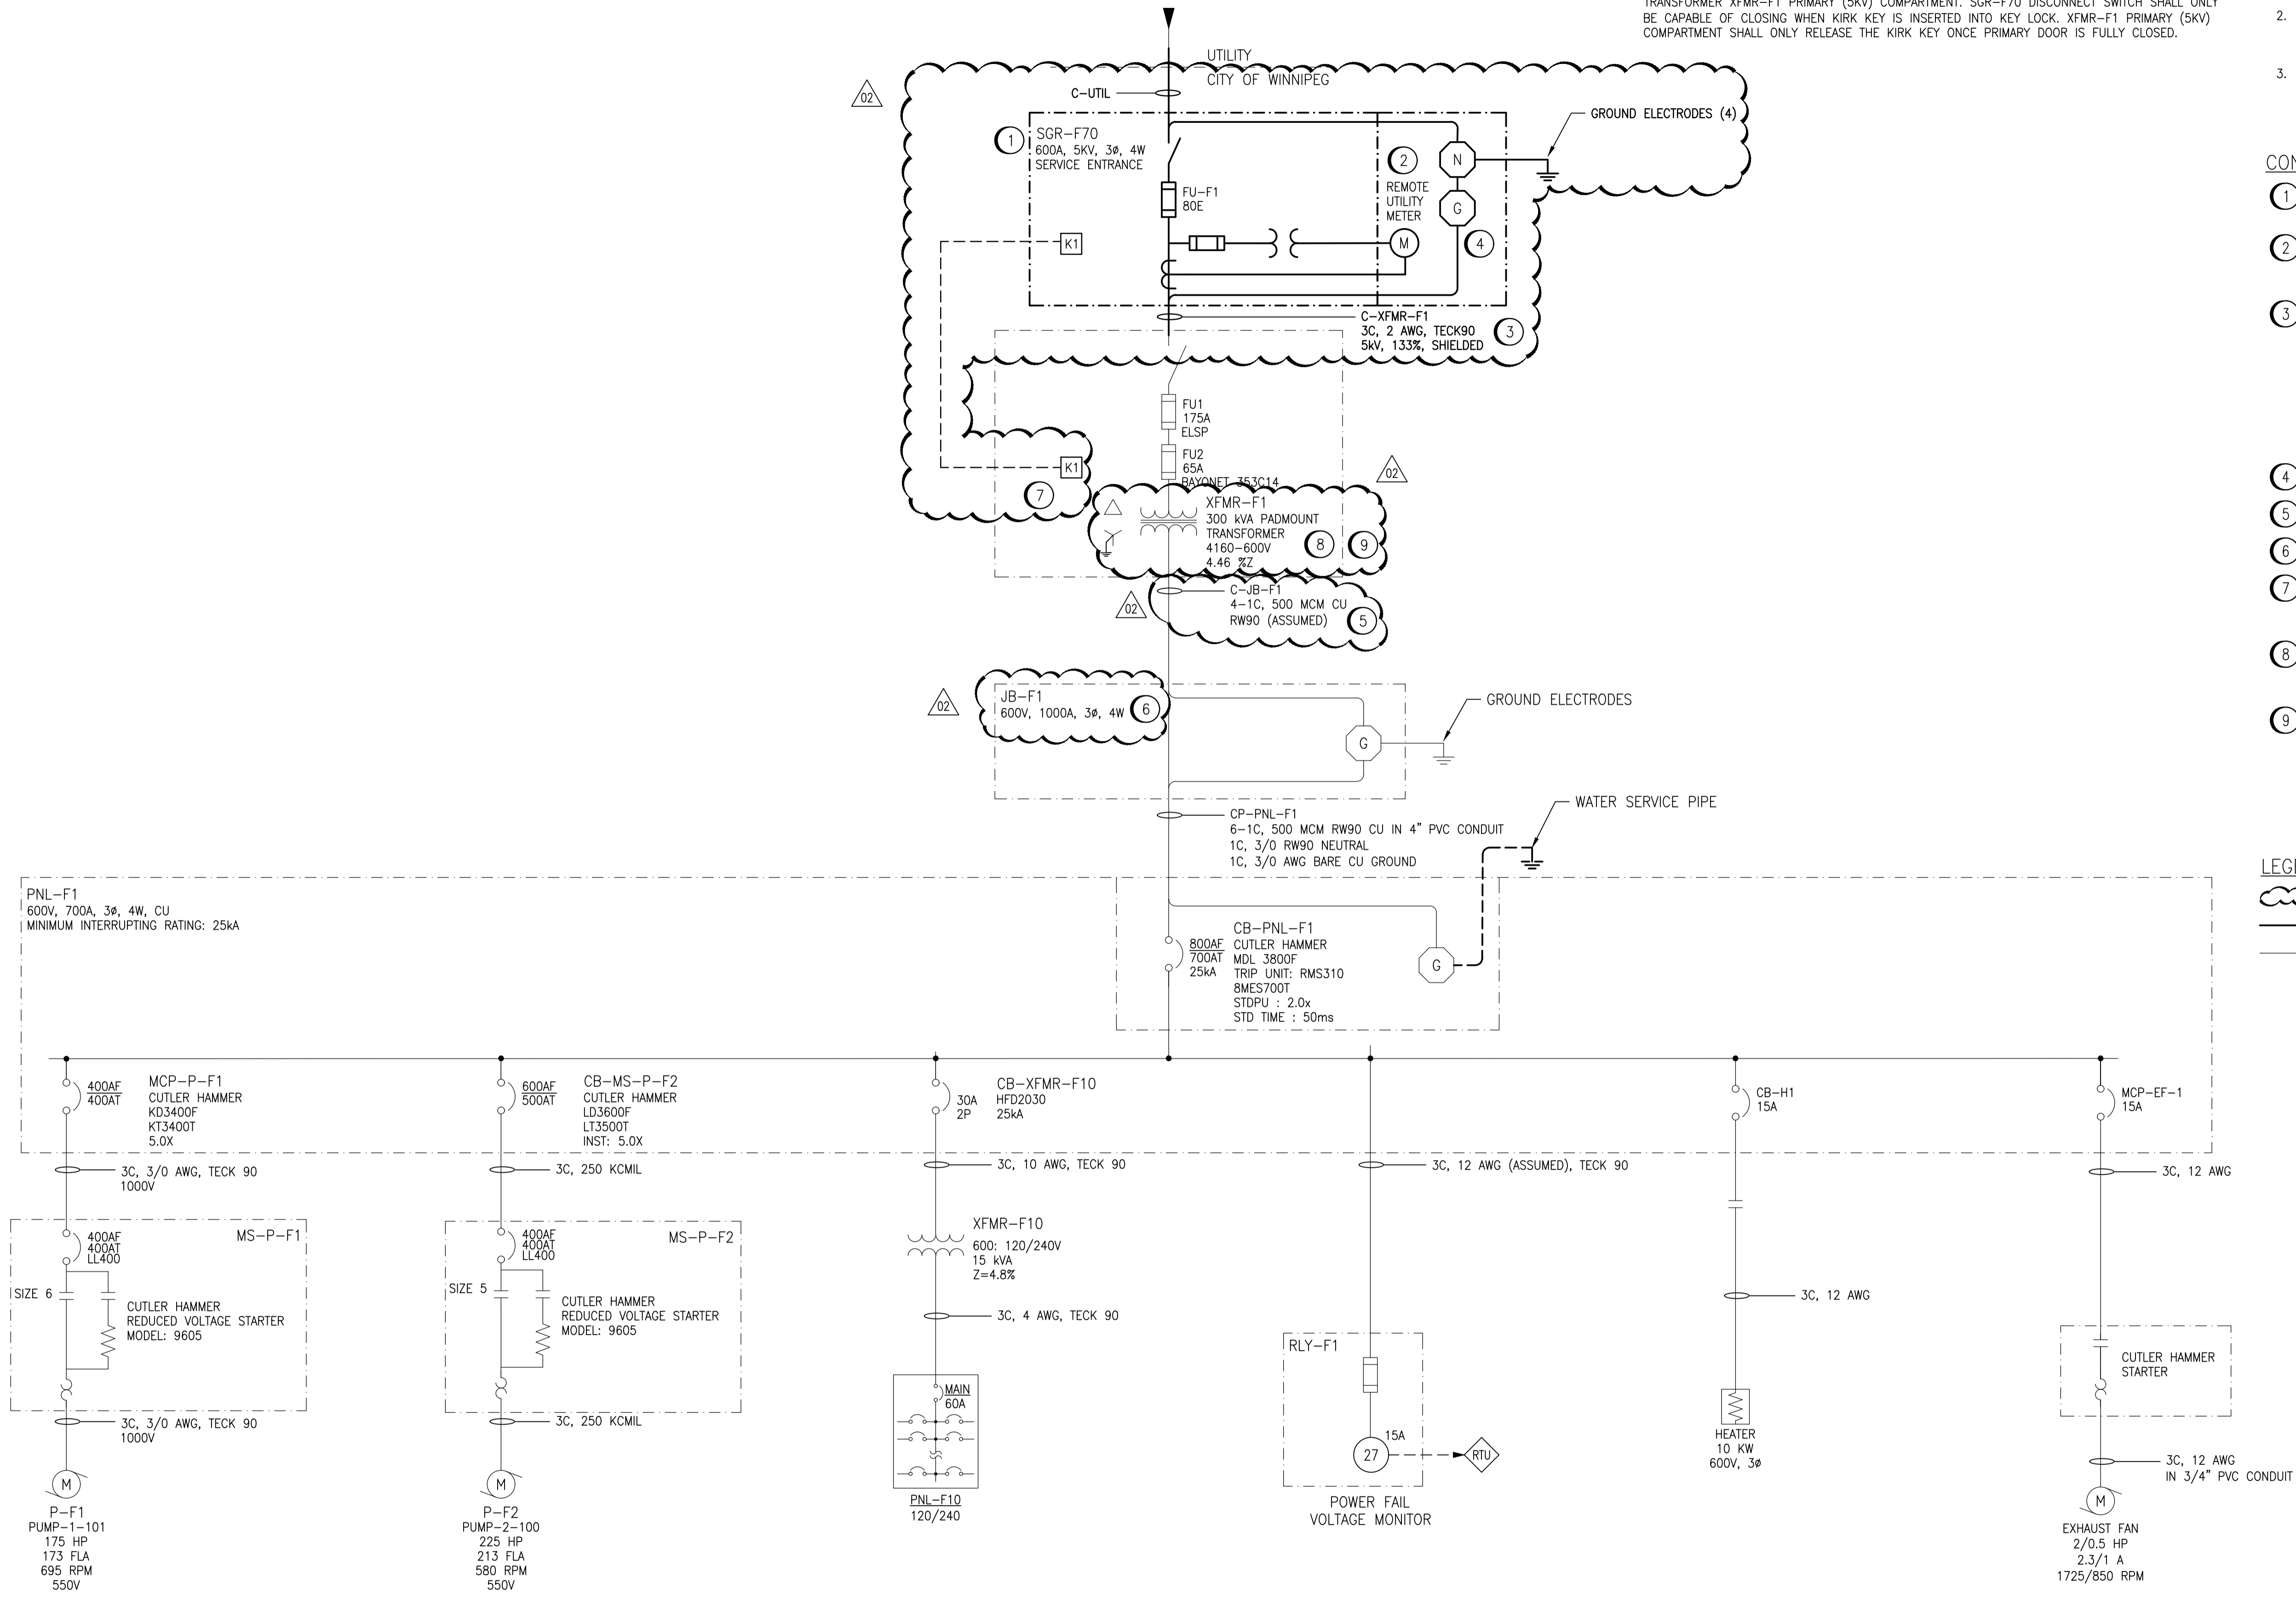 TRANSFORMER XFMR-F1 PRIMARY (5KV) COMPARTMENT. SGR-F70 DISCONNECT SWITCH SHALL ONLY
BE CAPABLE OF CLOSING WHEN KIRK KEY IS INSERTED INTO KEY LOCK. XFMR-F1 PRIMARY (5KV)
COMPARTMENT SHALL ONLY RELEASE THE KIRK KEY ONCE PRIMARY DOOR IS FULLY CLOSED.
2.
3.
UTILITY
CITY OF WINNIPEG
02
C-UTIL
GROUND ELECTRODES (4)
1
SGR-F70
600A, 5KV, 3ø, 4W
SERVICE ENTRANCE
2
REMOTE
UTILITY
METER
N
G
M
4
FU-F1
80E
K1
C-XFMR-F1
3C, 2 AWG, TECK90
5kV, 133%, SHIELDED
3
FU1
175A
ELSP
FU2
65A
BAYONET 353C14
K1
7
02
XFMR-F1
300 kVA PADMOUNT
TRANSFORMER
4160-600V
4.46 %Z
8
9
02
C-JB-F1
4-1C, 500 MCM CU
RW90 (ASSUMED)
5
02
JB-F1
600V, 1000A, 3ø, 4W
6
G
GROUND ELECTRODES
CP-PNL-F1
6-1C, 500 MCM RW90 CU IN 4" PVC CONDUIT
1C, 3/0 RW90 NEUTRAL
1C, 3/0 AWG BARE CU GROUND
WATER SERVICE PIPE
PNL-F1
600V, 700A, 3ø, 4W, CU
MINIMUM INTERRUPTING RATING: 25kA
800AF
700AT
25kA
CB-PNL-F1
CUTLER HAMMER
MDL 3800F
TRIP UNIT: RMS310
8MES700T
STDPU : 2.0x
STD TIME : 50ms
G
400AF
400AT
MCP-P-F1
CUTLER HAMMER
KD3400F
KT3400T
5.0X
600AF
500AT
CB-MS-P-F2
CUTLER HAMMER
LD3600F
LT3500T
INST: 5.0X
30A
2P
CB-XFMR-F10
HFD2030
25kA
CB-H1
15A
MCP-EF-1
15A
3C, 3/0 AWG, TECK 90
1000V
3C, 250 KCMIL
3C, 10 AWG, TECK 90
3C, 12 AWG (ASSUMED), TECK 90
3C, 12 AWG
MS-P-F1
400AF
400AT
LL400
SIZE 6
CUTLER HAMMER
REDUCED VOLTAGE STARTER
MODEL: 9605
MS-P-F2
400AF
400AT
LL400
SIZE 5
CUTLER HAMMER
REDUCED VOLTAGE STARTER
MODEL: 9605
XFMR-F10
600: 120/240V
15 kVA
Z=4.8%
3C, 4 AWG, TECK 90
3C, 12 AWG
RLY-F1
CUTLER HAMMER
STARTER
MAIN
60A
3C, 3/0 AWG, TECK 90
1000V
3C, 250 KCMIL
15A
27
RTU
HEATER
10 KW
600V, 3ø
3C, 12 AWG
IN 3/4" PVC CONDUIT
M
P-F1
PUMP-1-101
175 HP
173 FLA
695 RPM
550V
M
P-F2
PUMP-2-100
225 HP
213 FLA
580 RPM
550V
PNL-F10
120/240
POWER FAIL
VOLTAGE MONITOR
M
EXHAUST FAN
2/0.5 HP
2.3/1 A
1725/850 RPM
1
2
3
4
5
6
7
8
9